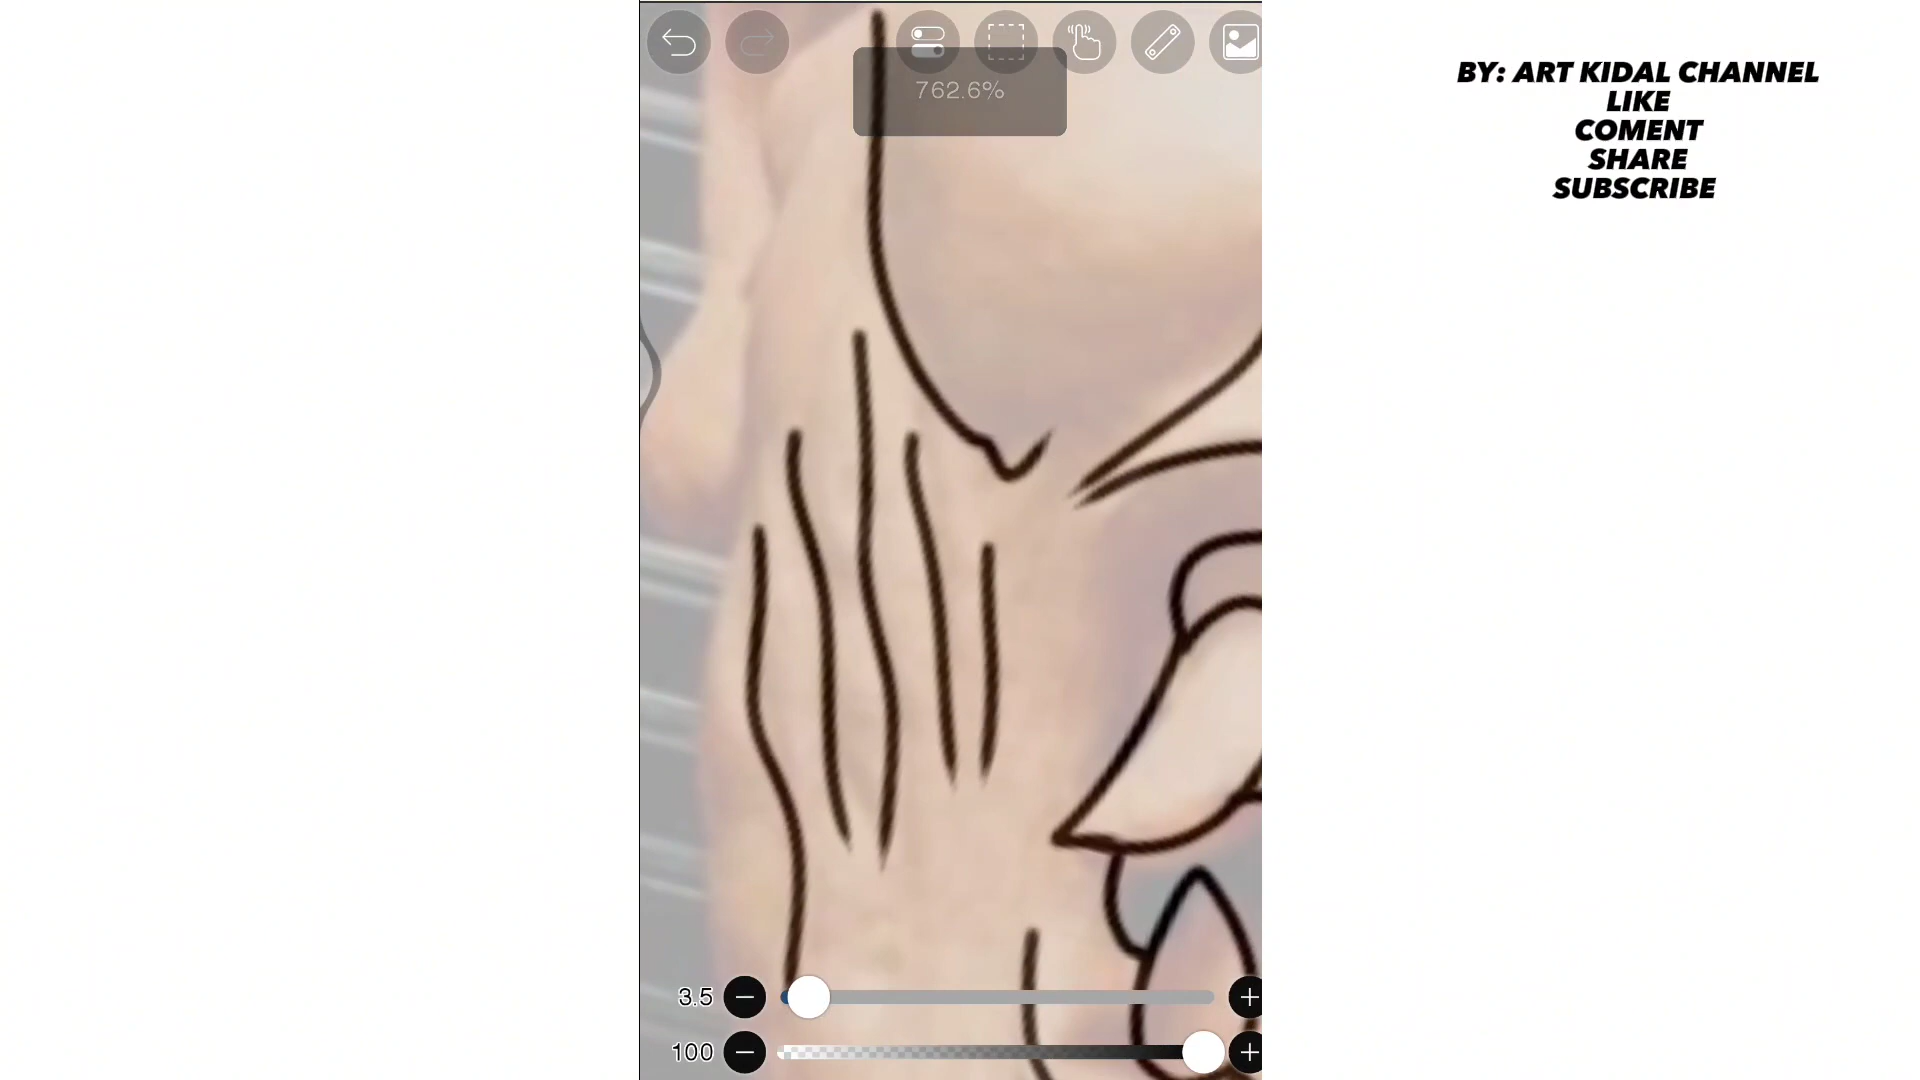 762.6%
BY: ART KIDAL CHANNEL
LIKE
COMENT
SHARE
SUBSCRIBE
3.5
100